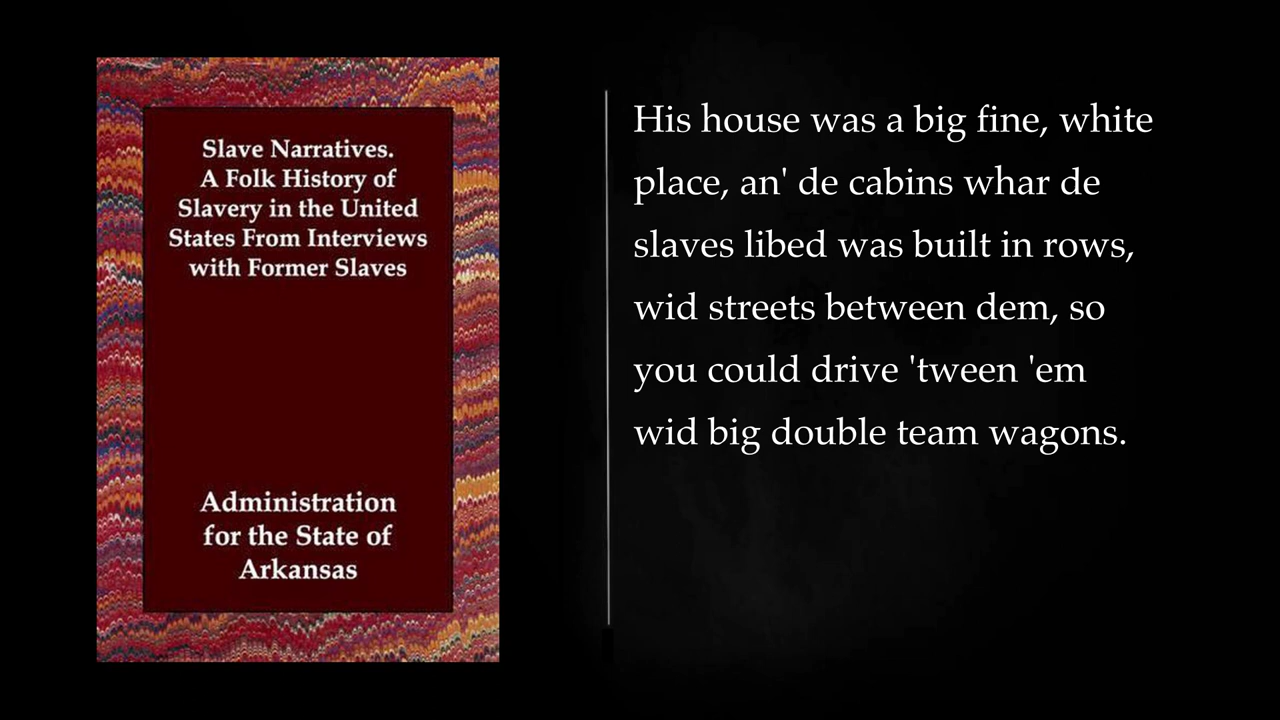 Slave Narratives.
A Folk History of
Slavery in the United
States From Interviews
with Former Slaves
Administration
for the State of
Arkansas
His house was a big fine, white
place, an' de cabins whar de
slaves libed was built in rows,
wid streets between dem, so
you could drive 'tween 'em
wid big double team wagons.